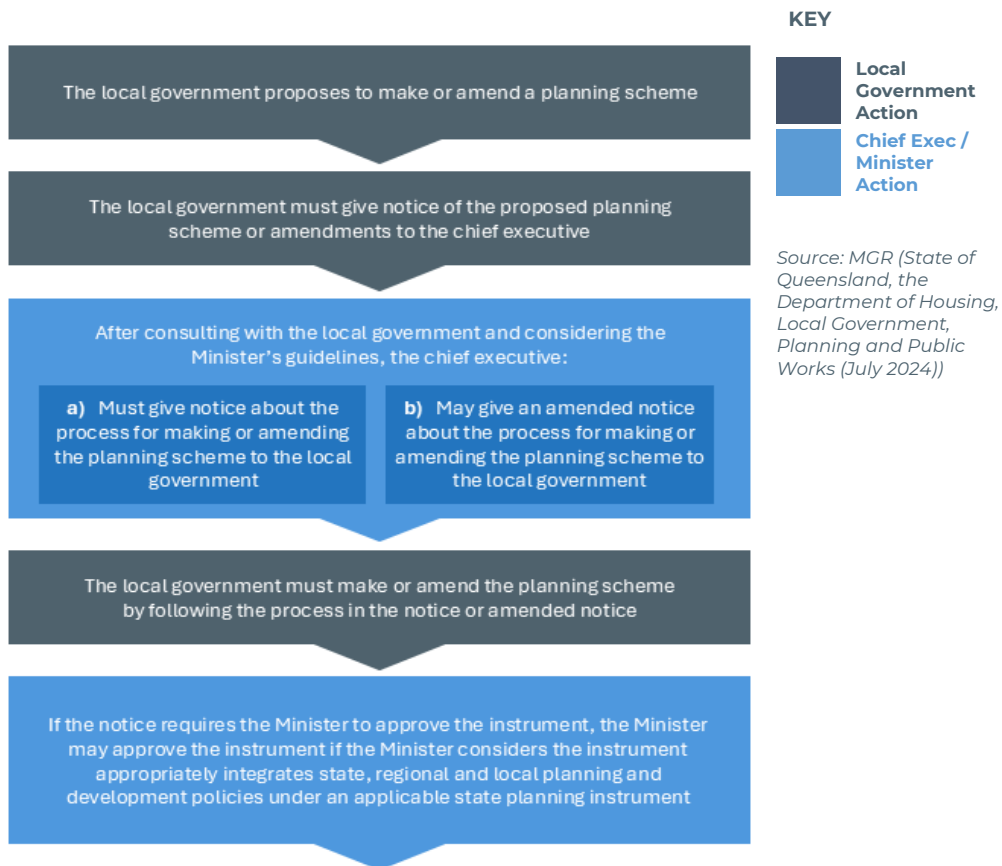 The local government proposes to make or amend a planning scheme
The local government must give notice of the proposed planning
scheme or amendments to the chief executive
After consulting with the local government and considering the
Minister’s guidelines, the chief executive:
a) Must give notice about the
process for making or amending
the planning scheme to the local
government
b) May give an amended notice
about the process for making or
amending the planning scheme to
the local government
The local government must make or amend the planning scheme
by following the process in the notice or amended notice
If the notice requires the Minister to approve the instrument, the Minister
may approve the instrument if the Minister considers the instrument
appropriately integrates state, regional and local planning and
development policies under an applicable state planning instrument
KEY
Local
Government
Action
Chief Exec /
Minister
Action
Source: MGR (State of
Queensland, the
Department of Housing,
Local Government,
Planning and Public
Works (July 2024))